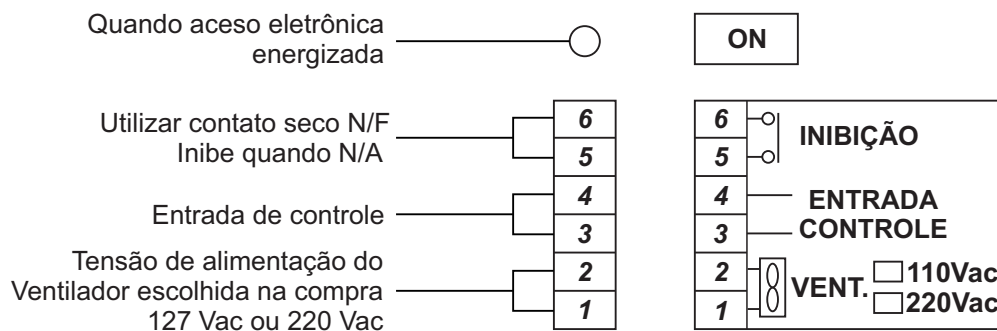 Quando aceso eletrônica
energizada
ON
Utilizar contato seco N/F
Inibe quando N/A
Entrada de controle
Tensão de alimentação do
Ventilador escolhida na compra
127 Vac ou 220 Vac
6
5
4
3
2
1
6
5
4
3
2
1
INIBIÇÃO
ENTRADA
CONTROLE
VENT.
110Vac
220Vac